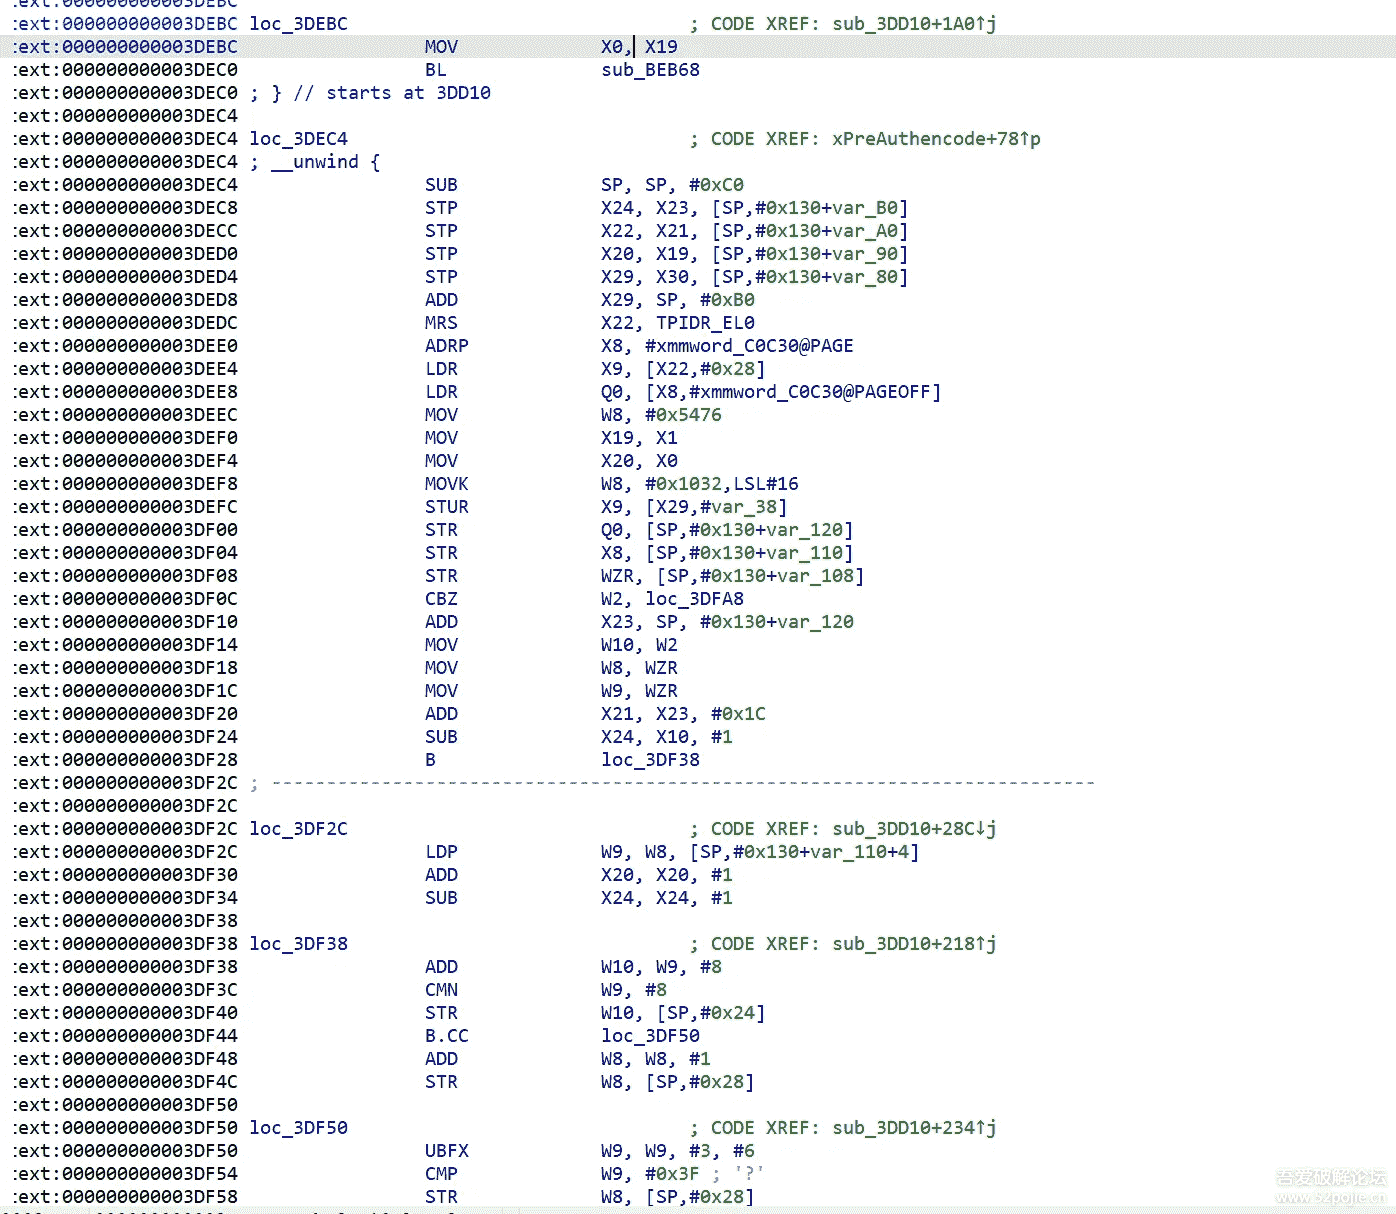 :ext:000000000003DEBC
:ext:000000000003DEBC loc_3DEBC ; CODE XREF: sub_3DD10+1A0↑j
:ext:000000000003DEBC MOV X0, X19
:ext:000000000003DEC0 BL sub_BEB68
:ext:000000000003DEC0 ; } // starts at 3DD10
:ext:000000000003DEC4
:ext:000000000003DEC4 loc_3DEC4 ; CODE XREF: xPreAuthencode+78↑p
:ext:000000000003DEC4 ; __unwind {
:ext:000000000003DEC4 SUB SP, SP, #0xC0
:ext:000000000003DEC8 STP X24, X23, [SP,#0x130+var_B0]
:ext:000000000003DECC STP X22, X21, [SP,#0x130+var_A0]
:ext:000000000003DED0 STP X20, X19, [SP,#0x130+var_90]
:ext:000000000003DED4 STP X29, X30, [SP,#0x130+var_80]
:ext:000000000003DED8 ADD X29, SP, #0xB0
:ext:000000000003DEDC MRS X22, TPIDR_EL0
:ext:000000000003DEE0 ADRP X8, #xmmword_C0C30@PAGE
:ext:000000000003DEE4 LDR X9, [X22,#0x28]
:ext:000000000003DEE8 LDR Q0, [X8,#xmmword_C0C30@PAGEOFF]
:ext:000000000003DEEC MOV W8, #0x5476
:ext:000000000003DEF0 MOV X19, X1
:ext:000000000003DEF4 MOV X20, X0
:ext:000000000003DEF8 MOVK W8, #0x1032,LSL#16
:ext:000000000003DEFC STUR X9, [X29,#var_38]
:ext:000000000003DF00 STR Q0, [SP,#0x130+var_120]
:ext:000000000003DF04 STR X8, [SP,#0x130+var_110]
:ext:000000000003DF08 STR WZR, [SP,#0x130+var_108]
:ext:000000000003DF0C CBZ W2, loc_3DFA8
:ext:000000000003DF10 ADD X23, SP, #0x130+var_120
:ext:000000000003DF14 MOV W10, W2
:ext:000000000003DF18 MOV W8, WZR
:ext:000000000003DF1C MOV W9, WZR
:ext:000000000003DF20 ADD X21, X23, #0x1C
:ext:000000000003DF24 SUB X24, X10, #1
:ext:000000000003DF28 B loc_3DF38
:ext:000000000003DF2C ; ---------------------------------------------------------------------------
:ext:000000000003DF2C
:ext:000000000003DF2C loc_3DF2C ; CODE XREF: sub_3DD10+28C↓j
:ext:000000000003DF2C LDP W9, W8, [SP,#0x130+var_110+4]
:ext:000000000003DF30 ADD X20, X20, #1
:ext:000000000003DF34 SUB X24, X24, #1
:ext:000000000003DF38
:ext:000000000003DF38 loc_3DF38 ; CODE XREF: sub_3DD10+218↑j
:ext:000000000003DF38 ADD W10, W9, #8
:ext:000000000003DF3C CMN W9, #8
:ext:000000000003DF40 STR W10, [SP,#0x24]
:ext:000000000003DF44 B.CC loc_3DF50
:ext:000000000003DF48 ADD W8, W8, #1
:ext:000000000003DF4C STR W8, [SP,#0x28]
:ext:000000000003DF50
:ext:000000000003DF50 loc_3DF50 ; CODE XREF: sub_3DD10+234↑j
:ext:000000000003DF50 UBFX W9, W9, #3, #6
:ext:000000000003DF54 CMP W9, #0x3F ; '?'
:ext:000000000003DF58 STR W8, [SP,#0x28]
吾爱破解论坛
www.52pojie.cn